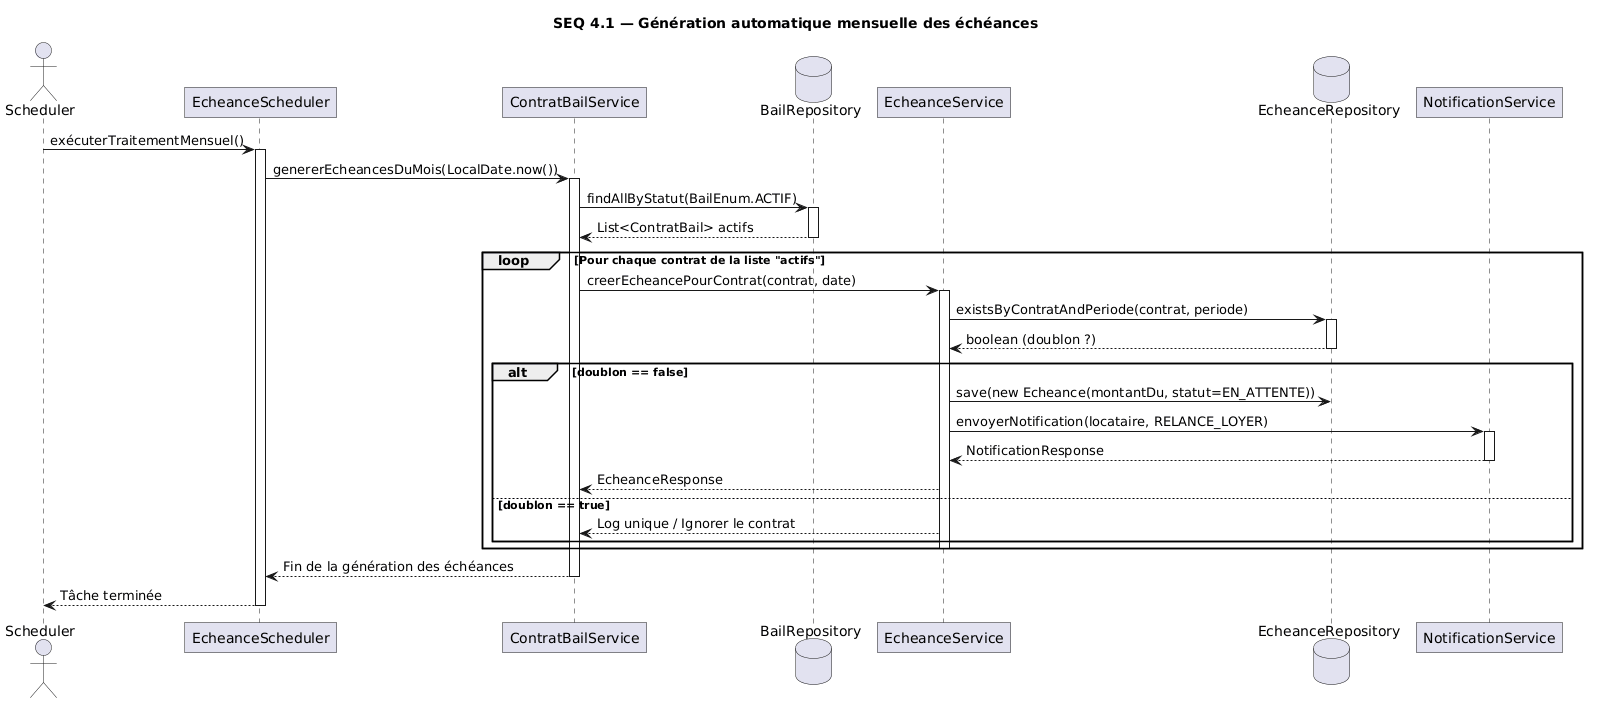 SEQ 4.1 — Génération automatique mensuelle des échéances
Scheduler
EcheanceScheduler
ContratBailService
BailRepository
EcheanceService
EcheanceRepository
NotificationService
exécuterTraitementMensuel()
genererEcheancesDuMois(LocalDate.now())
findAllByStatut(BailEnum.ACTIF)
List<ContratBail> actifs
loop [Pour chaque contrat de la liste "actifs"]
creerEcheancePourContrat(contrat, date)
existsByContratAndPeriode(contrat, periode)
boolean (doublon ?)
alt [doublon == false]
save(new Echeance(montantDu, statut=EN_ATTENTE))
envoyerNotification(locataire, RELANCE_LOYER)
NotificationResponse
EcheanceResponse
[doublon == true]
Log unique / Ignorer le contrat
Fin de la génération des échéances
Tâche terminée
Scheduler
EcheanceScheduler
ContratBailService
BailRepository
EcheanceService
EcheanceRepository
NotificationService